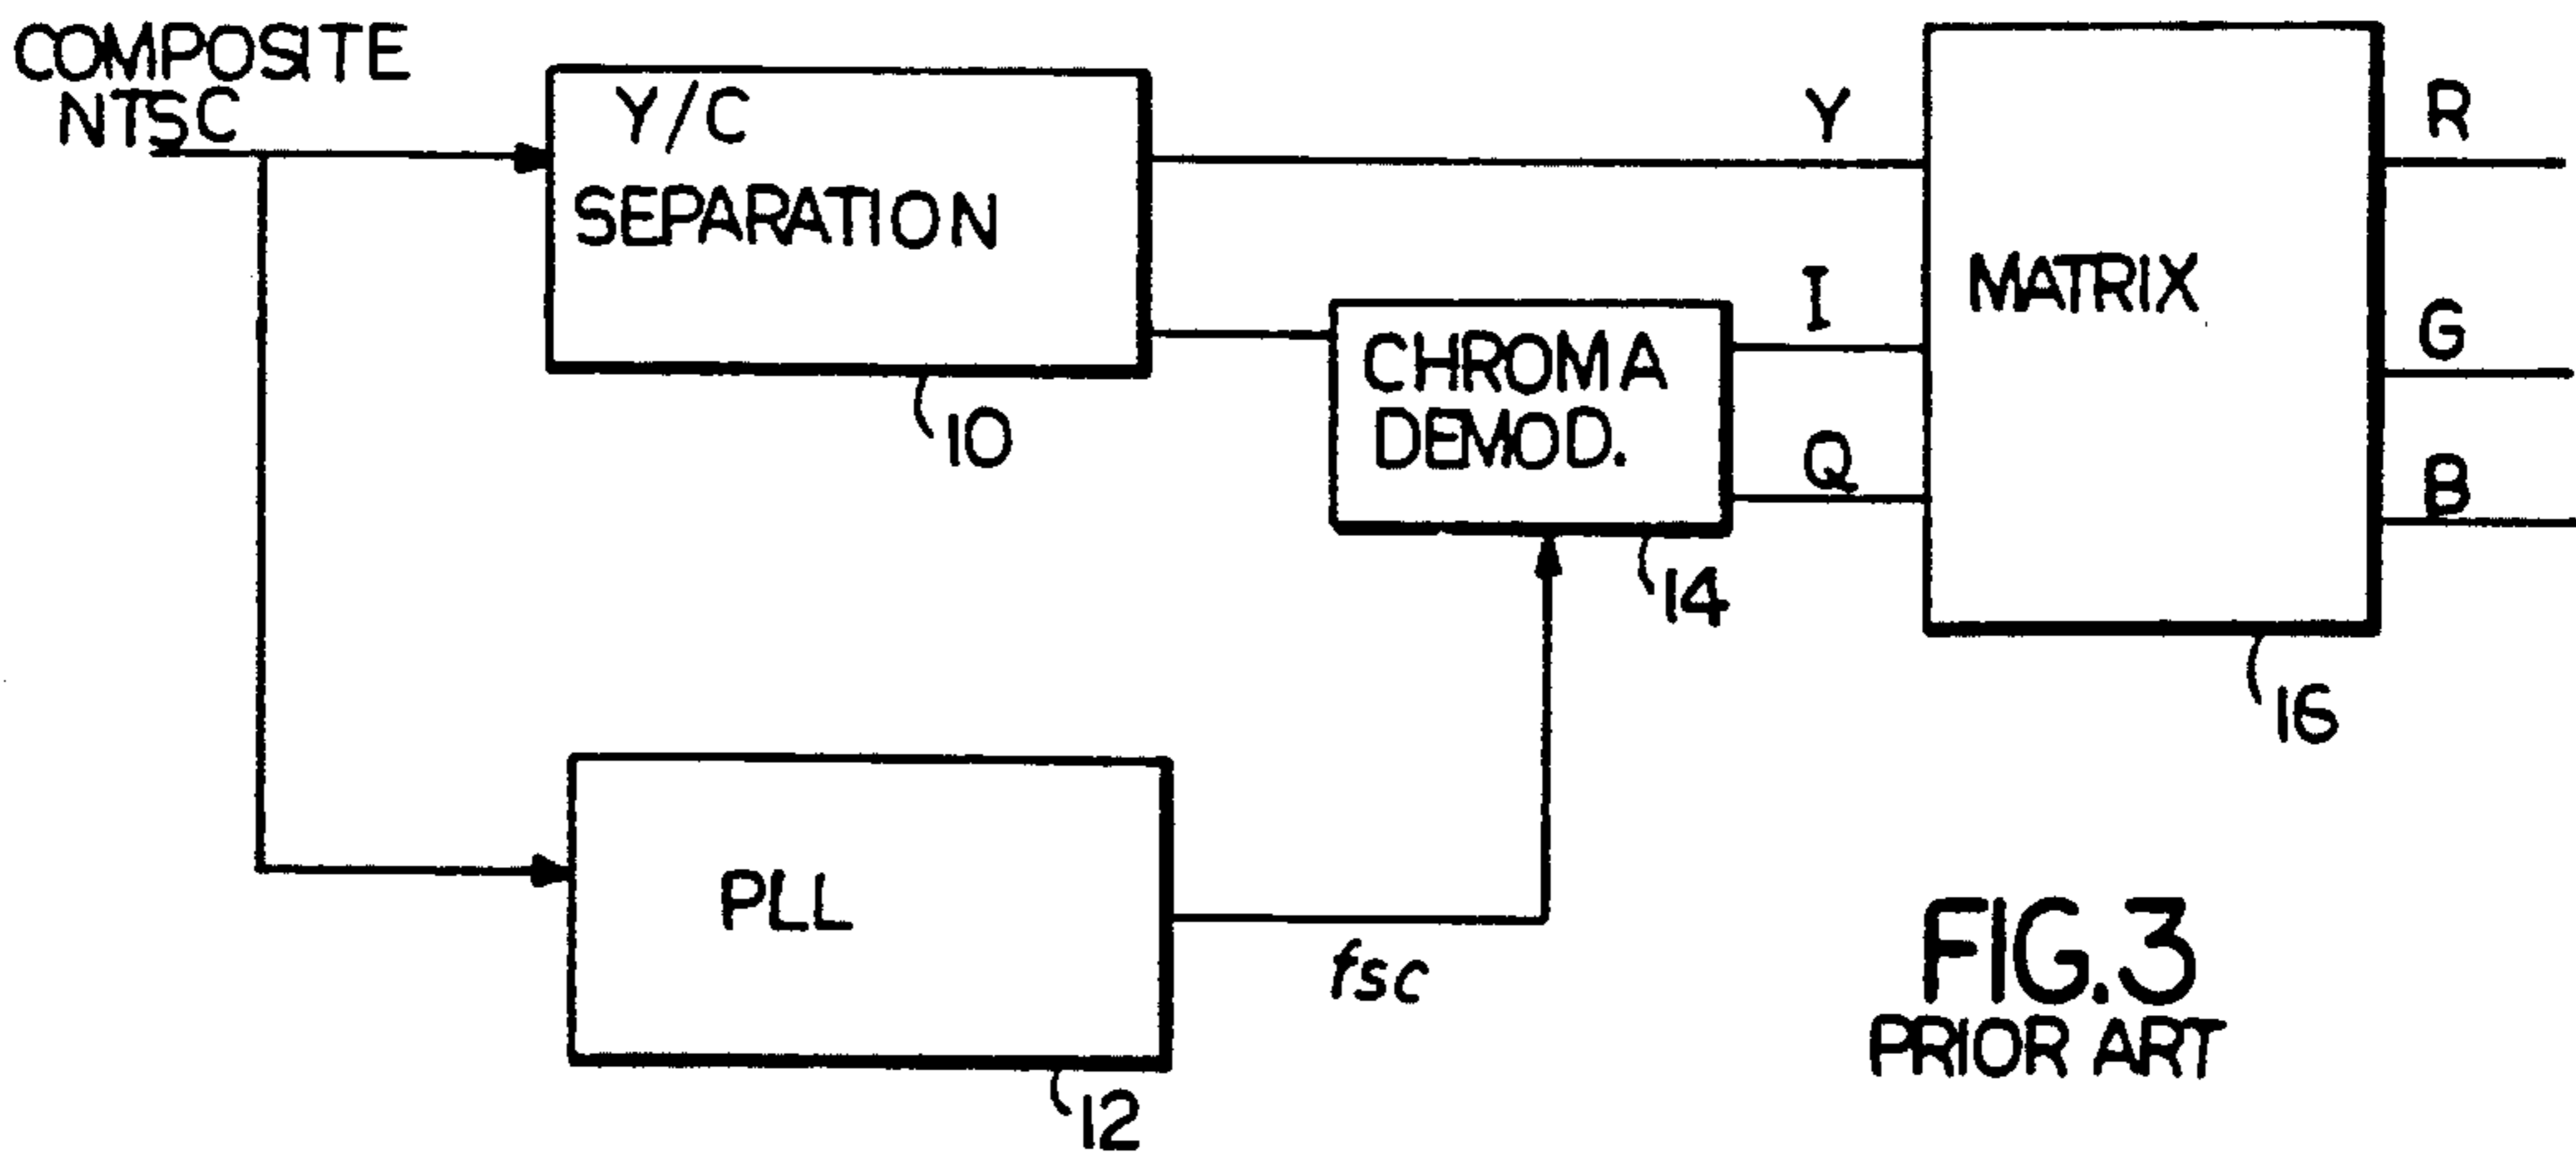 COMPOSITE
NTSC
Y/C
SEPARATION
10
Y
I
Q
CHROMA
DEMOD.
14
MATRIX
16
R
G
B
PLL
12
fsc
FIG.3
PRIOR ART